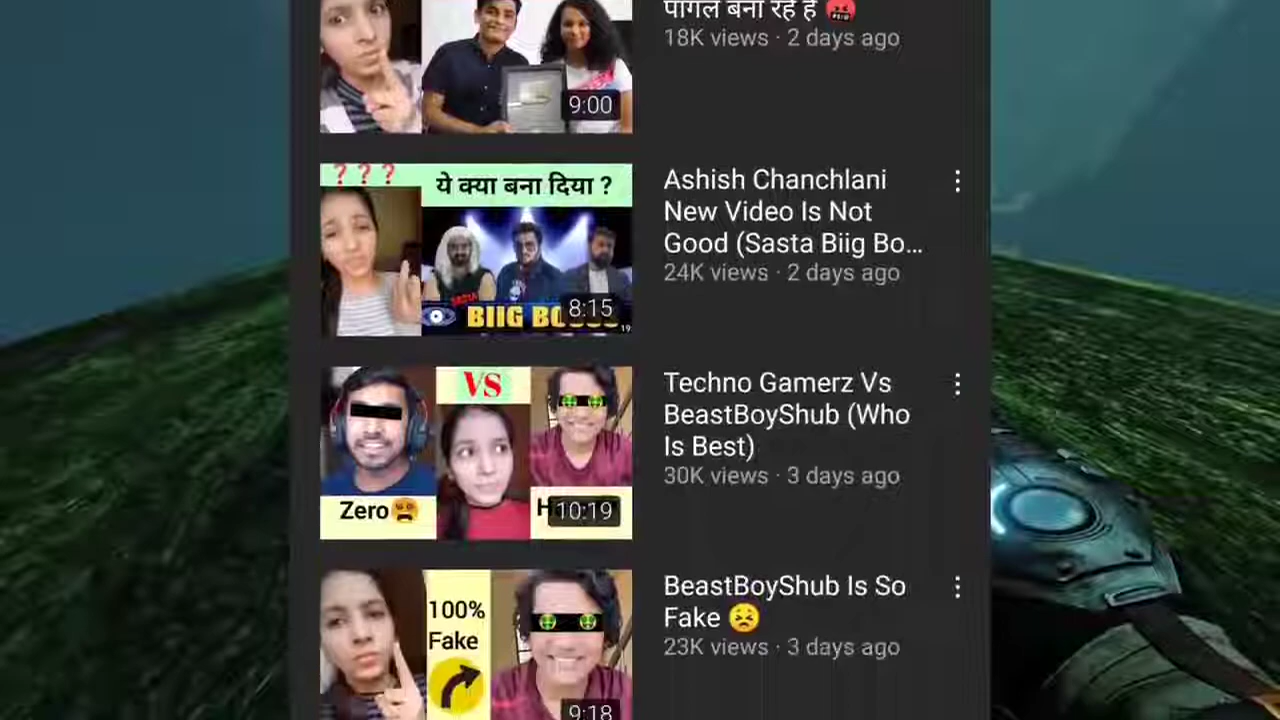 पागल बना रहे है 🤬
18K views · 2 days ago
9:00
❓❓❓
ये क्या बना दिया ?
SASTA
BIIG
8:15
19
Ashish Chanchlani
New Video Is Not
Good (Sasta Biig Bo…
24K views · 2 days ago
VS
Zero😫
10:19
Techno Gamerz Vs
BeastBoyShub (Who
Is Best)
30K views · 3 days ago
100%
Fake
9:18
BeastBoyShub Is So
Fake 😣
23K views · 3 days ago